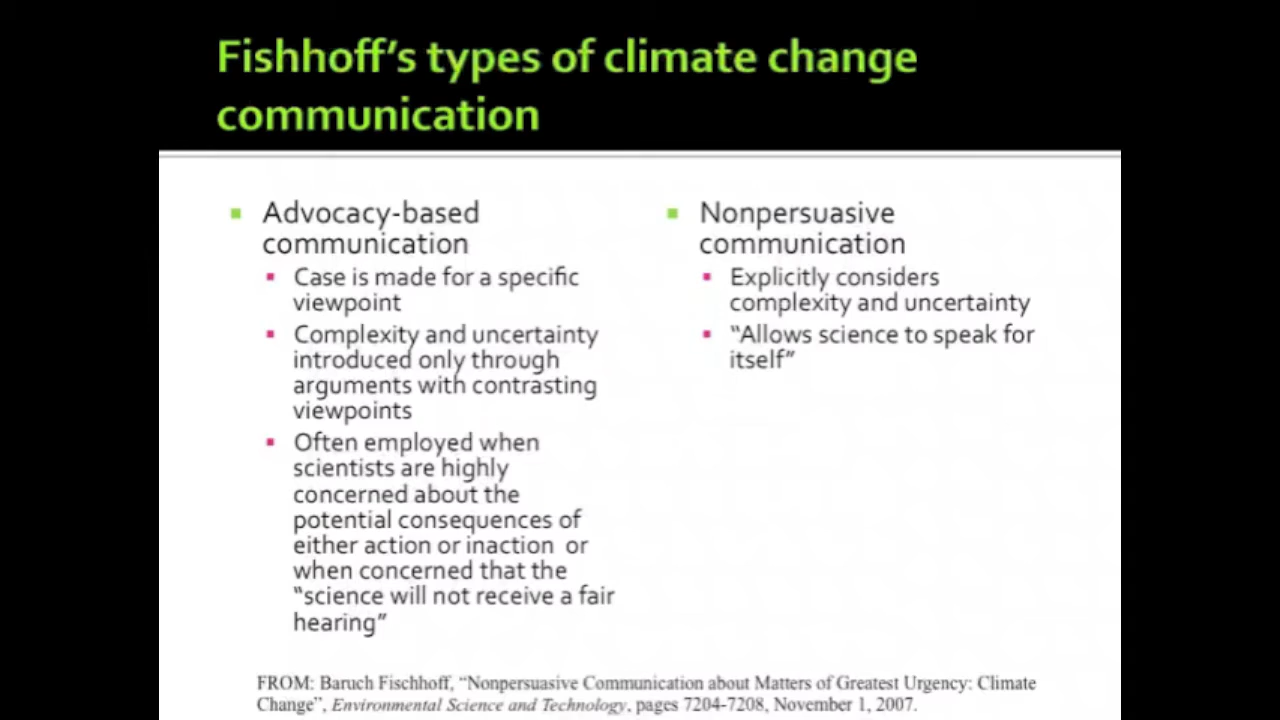 Fishhoff’s types of climate change
communication
Advocacy-based
communication
Case is made for a specific
viewpoint
Complexity and uncertainty
introduced only through
arguments with contrasting
viewpoints
Often employed when
scientists are highly
concerned about the
potential consequences of
either action or inaction or
when concerned that the
“science will not receive a fair
hearing”
Nonpersuasive
communication
Explicitly considers
complexity and uncertainty
“Allows science to speak for
itself”
FROM: Baruch Fischhoff, “Nonpersuasive Communication about Matters of Greatest Urgency: Climate
Change”, Environmental Science and Technology, pages 7204-7208, November 1, 2007.